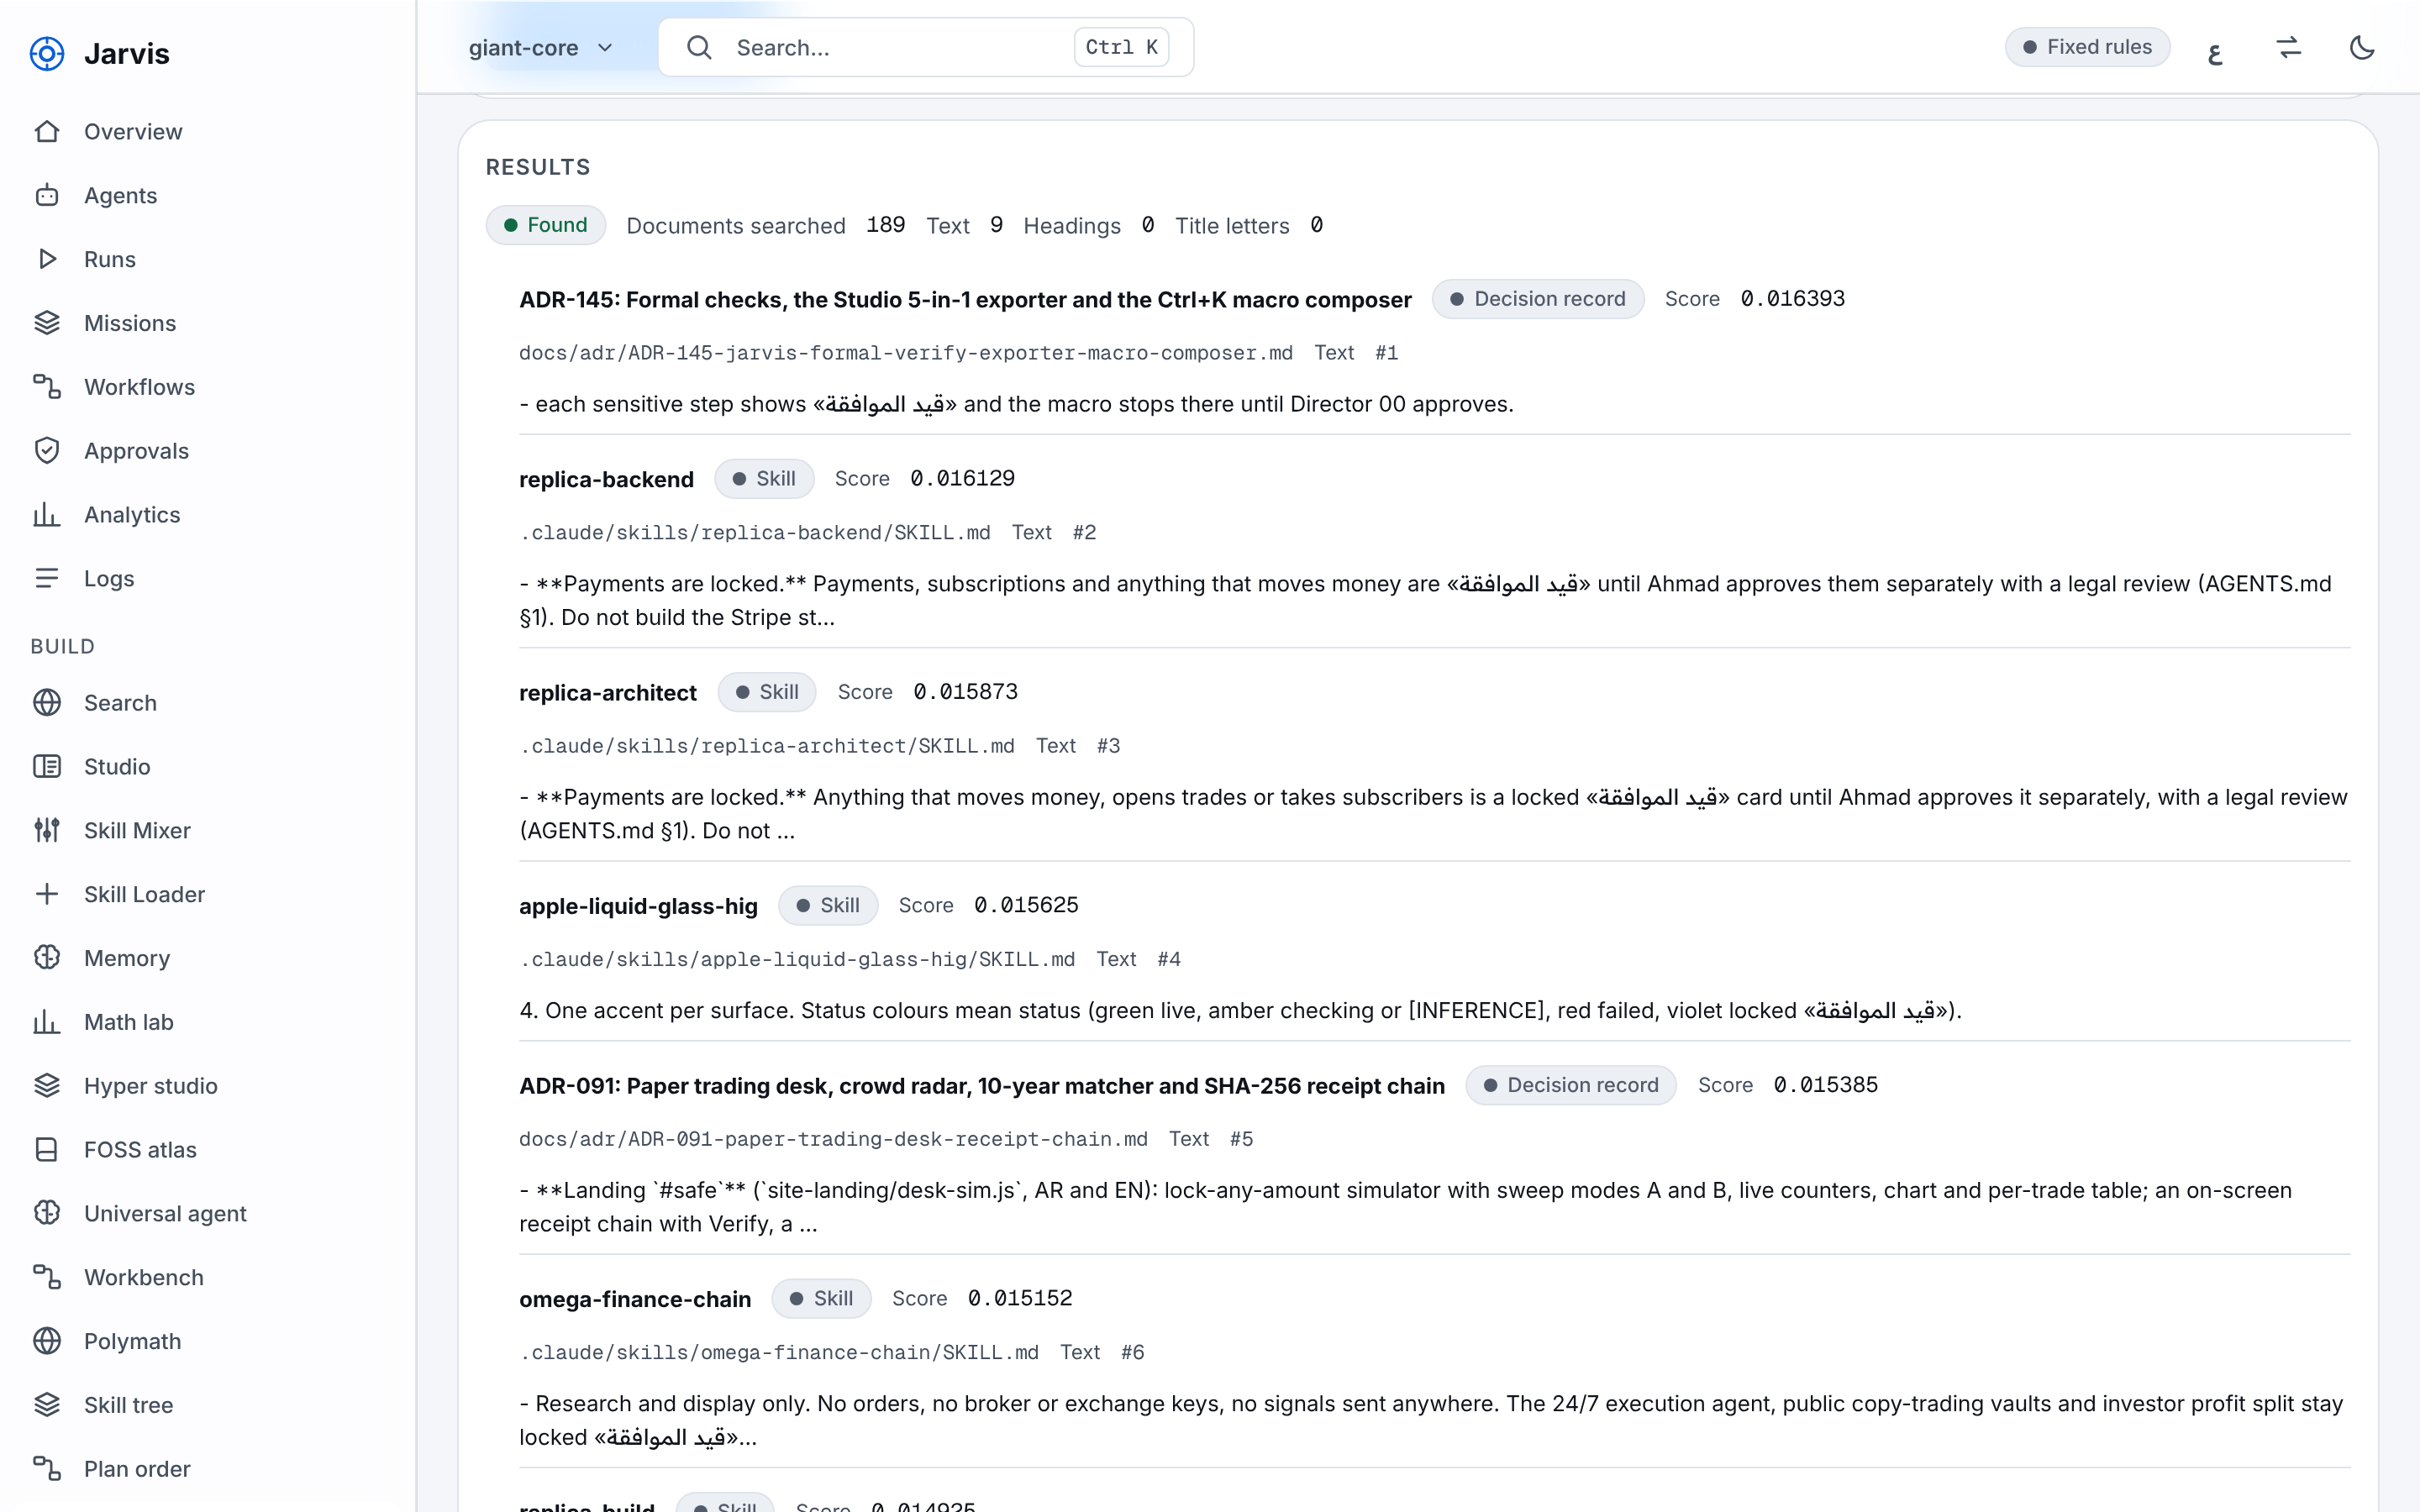 Jarvis
Overview
Agents
Runs
Missions
Workflows
Approvals
Analytics
Logs
BUILD
Search
Studio
Skill Mixer
Skill Loader
Memory
Math lab
Hyper studio
FOSS atlas
Universal agent
Workbench
Polymath
Skill tree
Plan order
giant-core
Search...
Ctrl K
Fixed rules
ع
RESULTS
Found Documents searched 189 Text 9 Headings 0 Title letters 0
ADR-145: Formal checks, the Studio 5-in-1 exporter and the Ctrl+K macro composer Decision record Score 0.016393
docs/adr/ADR-145-jarvis-formal-verify-exporter-macro-composer.md Text #1
- each sensitive step shows «قيد الموافقة» and the macro stops there until Director 00 approves.
replica-backend Skill Score 0.016129
.claude/skills/replica-backend/SKILL.md Text #2
- **Payments are locked.** Payments, subscriptions and anything that moves money are «قيد الموافقة» until Ahmad approves them separately with a legal review (AGENTS.md
§1). Do not build the Stripe st...
replica-architect Skill Score 0.015873
.claude/skills/replica-architect/SKILL.md Text #3
- **Payments are locked.** Anything that moves money, opens trades or takes subscribers is a locked «قيد الموافقة» card until Ahmad approves it separately, with a legal review
(AGENTS.md §1). Do not ...
apple-liquid-glass-hig Skill Score 0.015625
.claude/skills/apple-liquid-glass-hig/SKILL.md Text #4
4. One accent per surface. Status colours mean status (green live, amber checking or [INFERENCE], red failed, violet locked «قيد الموافقة»).
ADR-091: Paper trading desk, crowd radar, 10-year matcher and SHA-256 receipt chain Decision record Score 0.015385
docs/adr/ADR-091-paper-trading-desk-receipt-chain.md Text #5
- **Landing `#safe`** (`site-landing/desk-sim.js`, AR and EN): lock-any-amount simulator with sweep modes A and B, live counters, chart and per-trade table; an on-screen
receipt chain with Verify, a ...
omega-finance-chain Skill Score 0.015152
.claude/skills/omega-finance-chain/SKILL.md Text #6
- Research and display only. No orders, no broker or exchange keys, no signals sent anywhere. The 24/7 execution agent, public copy-trading vaults and investor profit split stay
locked «قيد الموافقة»...
replica-build Skill Score 0.014925